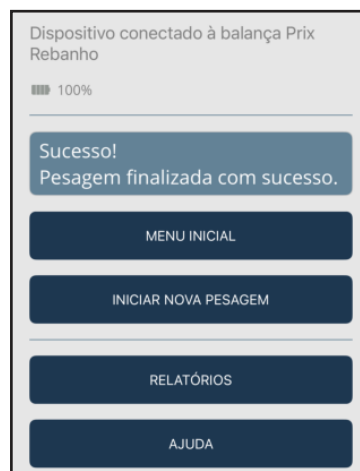 Dispositivo conectado à balança Prix
Rebanho
100%
Sucesso!
Pesagem finalizada com sucesso.
MENU INICIAL
INICIAR NOVA PESAGEM
RELATÓRIOS
AJUDA